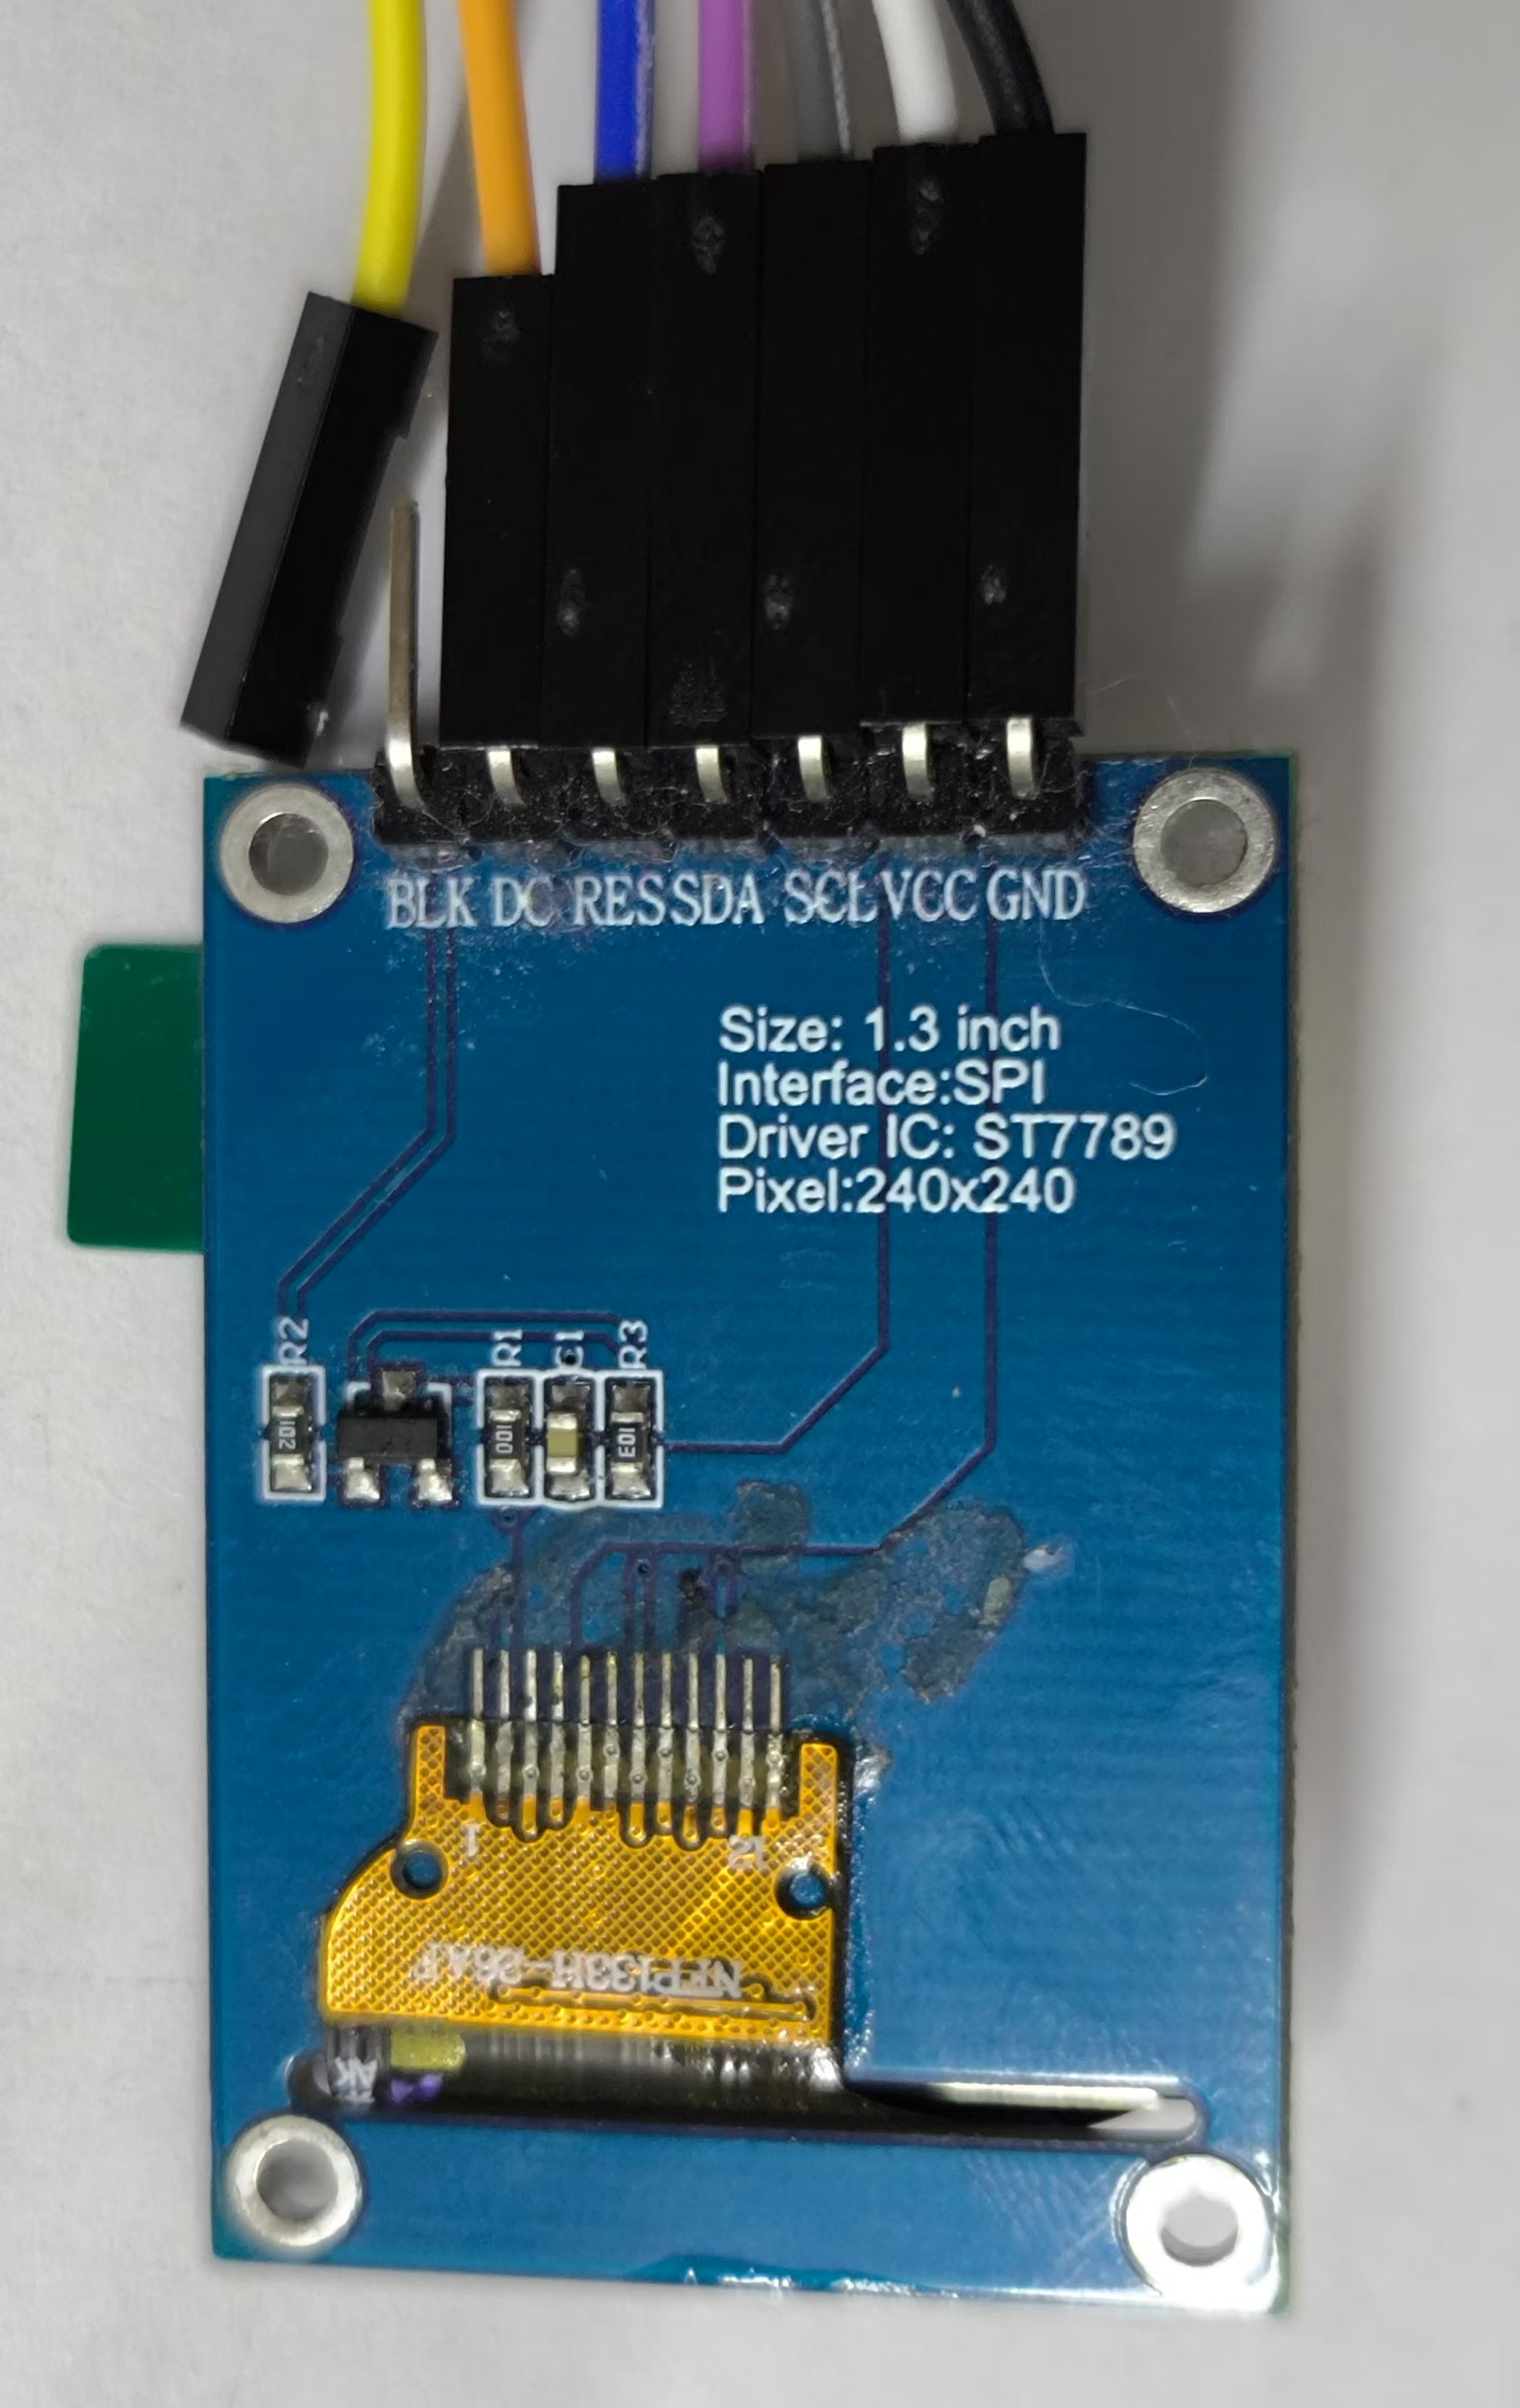 BLK DC RES SDA SCL VCC GND
Size: 1.3 inch
Interface:SPI
Driver IC: ST7789
Pixel:240x240
R2 R1 C1 R3
102 100 103
1 12
AK